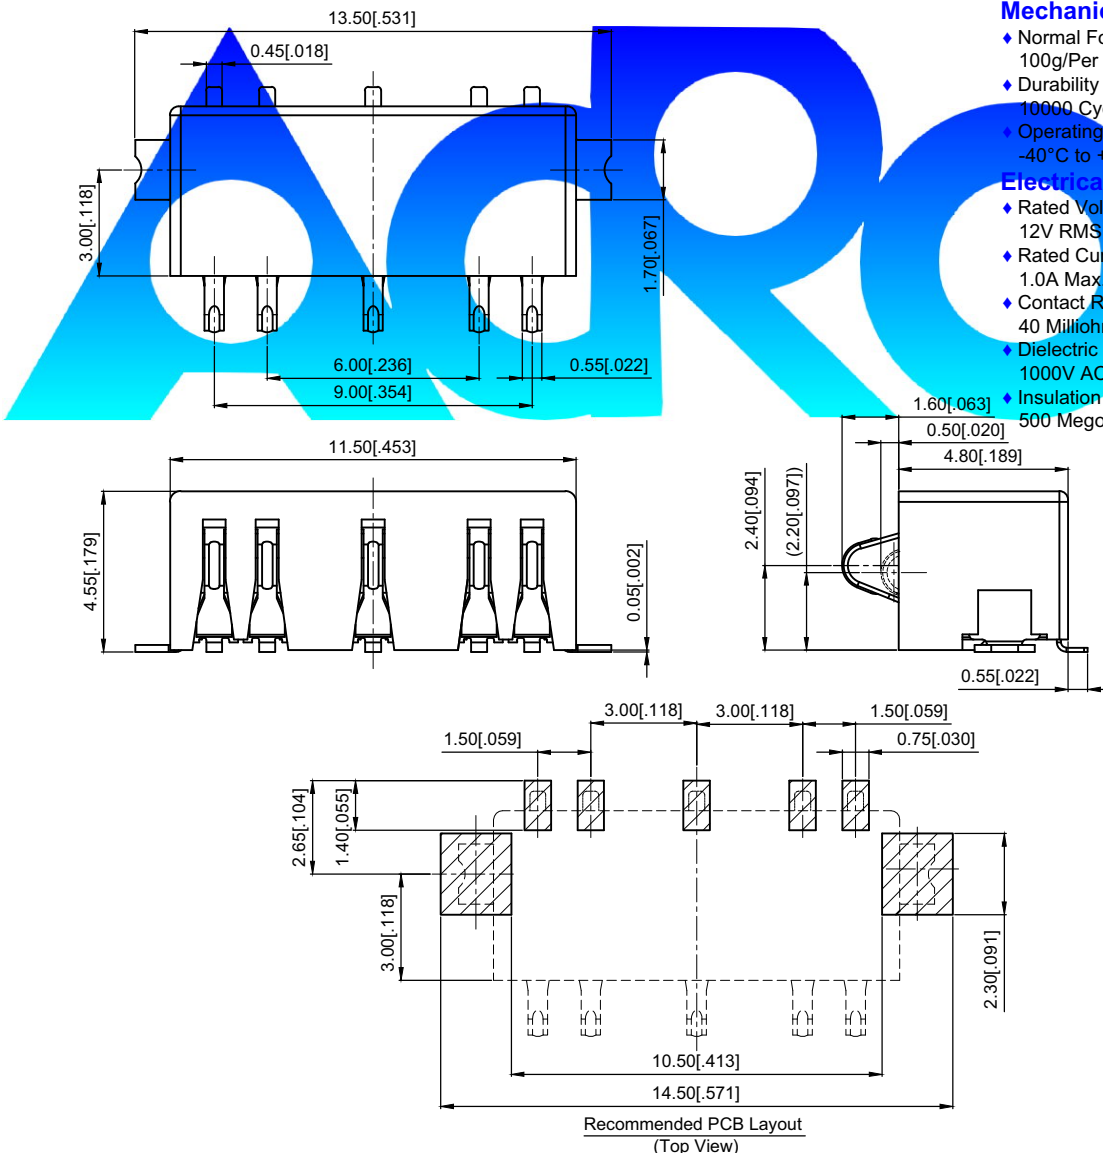 13.50[.531]
0.45[.018]
3.00[.118]
1.70[.067]
6.00[.236]
0.55[.022]
9.00[.354]
Mechanic
♦ Normal Fo
100g/Per
♦ Durability
10000 Cy
♦ Operating
-40°C to +
Electrica
♦ Rated Vol
12V RMS
♦ Rated Cur
1.0A Max
♦ Contact R
40 Milliohm
♦ Dielectric
1000V AC
♦ Insulation
500 Mego
11.50[.453]
4.55[.179]
0.05[.002]
1.60[.063]
0.50[.020]
4.80[.189]
2.40[.094]
(2.20[.097])
0.55[.022]
3.00[.118]
3.00[.118]
1.50[.059]
1.50[.059]
0.75[.030]
2.65[.104]
1.40[.055]
3.00[.118]
2.30[.091]
10.50[.413]
14.50[.571]
Recommended PCB Layout
(Top View)